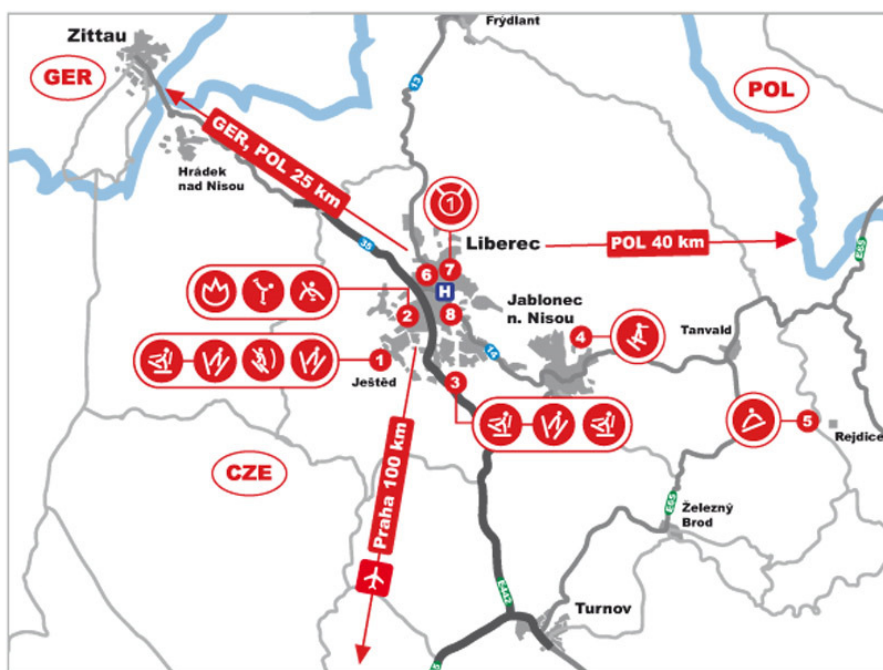 Frýdlant
Zittau
GER
POL
13
GER, POL 25 km
Hrádek
nad Nisou
1
35
Liberec
POL 40 km
E65
6
7
H
Jablonec
n. Nisou
2
8
4
Tanvald
14
1
Ještěd
3
5
Rejdice
CZE
Praha 100 km
E65
Železný
Brod
E442
Turnov